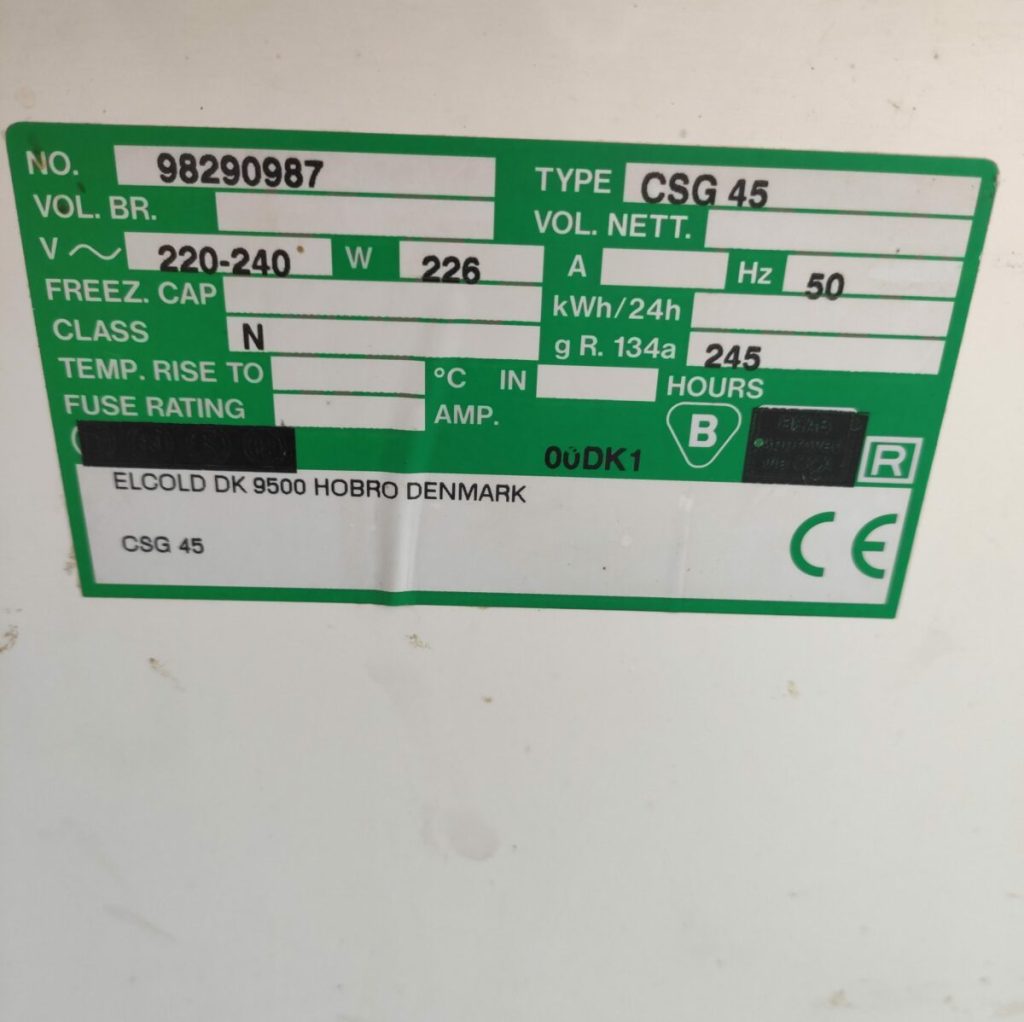 NO. 98290987 TYPE CSG 45
VOL. BR. VOL. NETT.
V ~ 220-240 W 226 A Hz 50
FREEZ. CAP kWh/24h
CLASS N g R. 134a 245
TEMP. RISE TO °C IN HOURS
FUSE RATING AMP.
B
DK1
R
ELCOLD DK 9500 HOBRO DENMARK
CSG 45
CE